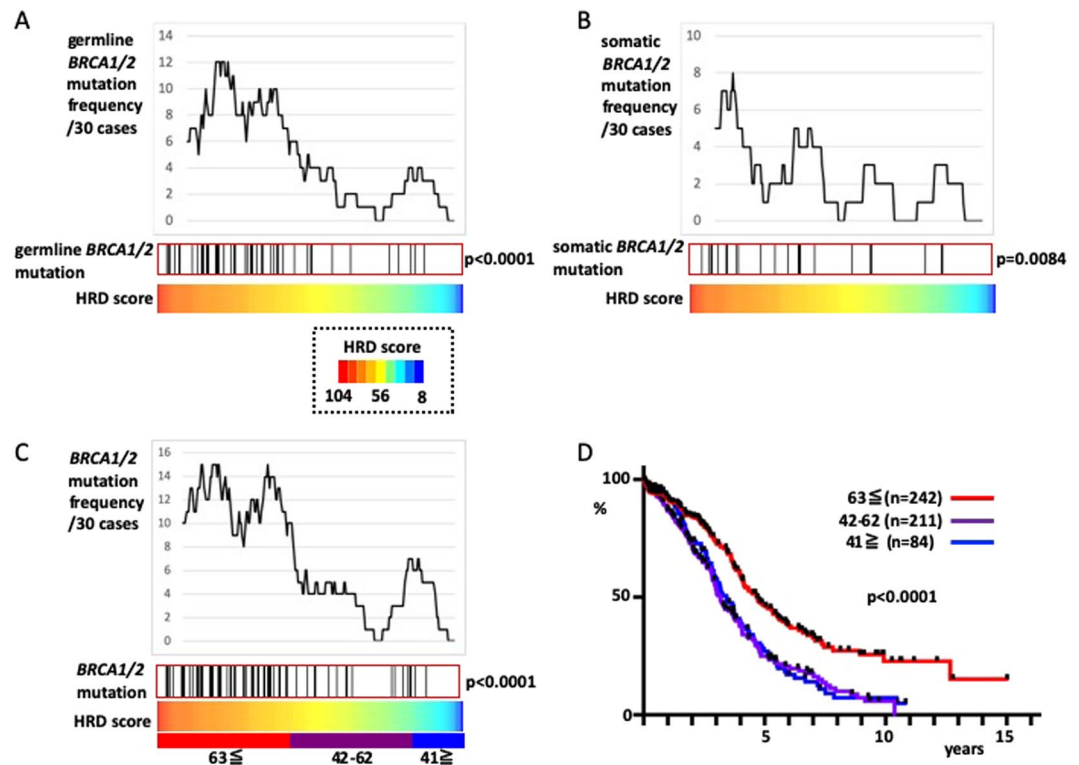 A
germline
BRCA1/2
mutation
frequency
/30 cases
14
12
10
8
6
4
2
0
germline BRCA1/2
mutation
p<0.0001
HRD score
B
somatic
BRCA1/2
mutation
frequency
/30 cases
10
8
6
4
2
0
somatic BRCA1/2
mutation
p=0.0084
HRD score
HRD score
104 56 8
C
BRCA1/2
mutation
frequency
/30 cases
16
14
12
10
8
6
4
2
0
BRCA1/2
mutation
p<0.0001
HRD score
63≦ 42-62 41≧
D
100
%
50
0
63≦ (n=242)
42-62 (n=211)
41≧ (n=84)
p<0.0001
5 10 15
years